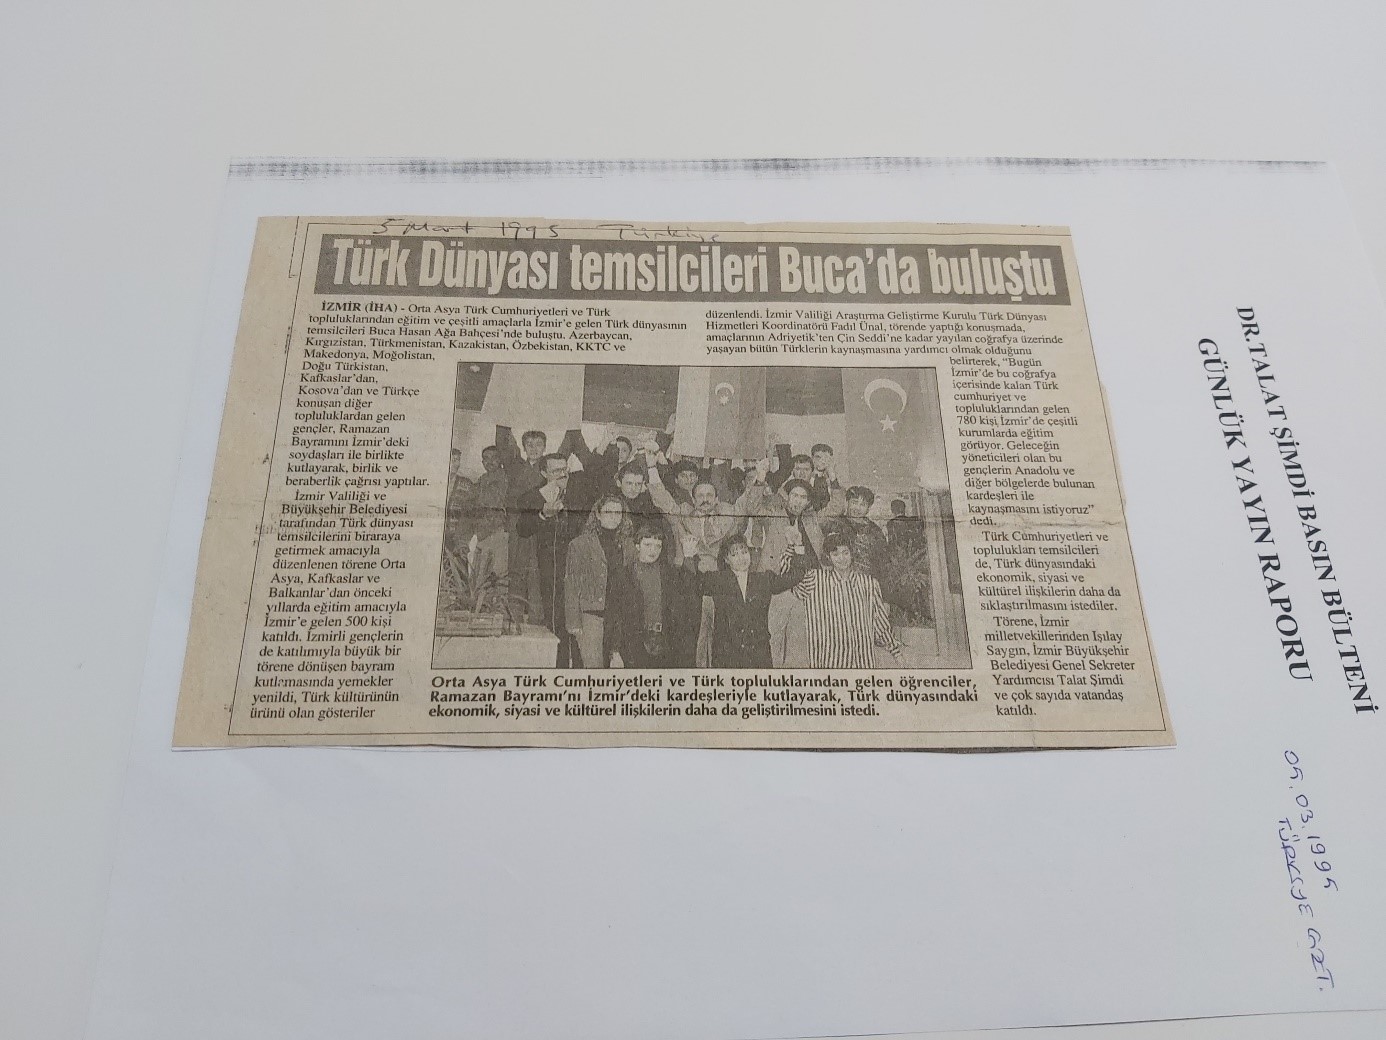 5 Mart 1995 Türkiye
Türk Dünyası temsilcileri Buca'da buluştu
İZMİR (İHA) - Orta Asya Türk Cumhuriyetleri ve Türk
topluluklarından eğitim ve çeşitli amaçlarla İzmir'e gelen Türk dünyasının
temsilcileri Buca Hasan Ağa Bahçesi'nde buluştu. Azerbaycan,
Kırgızistan, Türkmenistan, Kazakistan, Özbekistan, KKTC ve
Makedonya, Moğolistan,
Doğu Türkistan,
Kafkaslar'dan,
Kosova'dan ve Türkçe
konuşan diğer
topluluklardan gelen
gençler, Ramazan
Bayramını İzmir'deki
soydaşları ile birlikte
kutlayarak, birlik ve
beraberlik çağrısı yaptılar.
İzmir Valiliği ve
Büyükşehir Belediyesi
tarafından Türk dünyası
temsilcilerini biraraya
getirmek amacıyla
düzenlenen törene Orta
Asya, Kafkaslar ve
Balkanlar'dan önceki
yıllarda eğitim amacıyla
İzmir'e gelen 500 kişi
katıldı. İzmirli gençlerin
de katılımıyla büyük bir
törene dönüşen bayram
kutlamasında yemekler
yenildi, Türk kültürünün
ürünü olan gösteriler
düzenlendi. İzmir Valiliği Araştırma Geliştirme Kurulu Türk Dünyası
Hizmetleri Koordinatörü Fadıl Ünal, törende yaptığı konuşmada,
amaçlarının Adriyetik'ten Çin Seddi'ne kadar yayılan coğrafya üzerinde
yaşayan bütün Türklerin kaynaşmasına yardımcı olmak olduğunu
belirterek, "Bugün
İzmir'de bu coğrafya
içerisinde kalan Türk
cumhuriyet ve
topluluklarından gelen
780 kişi İzmir'de çeşitli
kurumlarda eğitim
görüyor. Geleceğin
yöneticileri olan bu
gençlerin Anadolu ve
diğer bölgelerde bulunan
kardeşleri ile
kaynaşmasını istiyoruz"
dedi.
Türk Cumhuriyetleri ve
toplulukları temsilcileri
de, Türk dünyasındaki
ekonomik, siyasi ve
kültürel ilişkilerin daha da
sıklaştırılmasını istediler.
Törene, İzmir
milletvekillerinden Işılay
Saygın, İzmir Büyükşehir
Belediyesi Genel Sekreter
Yardımcısı Talat Şimdi
ve çok sayıda vatandaş
katıldı.
Orta Asya Türk Cumhuriyetleri ve Türk topluluklarından gelen öğrenciler,
Ramazan Bayramı'nı İzmir'deki kardeşleriyle kutlayarak, Türk dünyasındaki
ekonomik, siyasi ve kültürel ilişkilerin daha da geliştirilmesini istedi.
DR.TALAT ŞİMDİ BASIN BÜLTENİ
GÜNLÜK YAYIN RAPORU
05.03.1995
TÜRKİYE GZT.